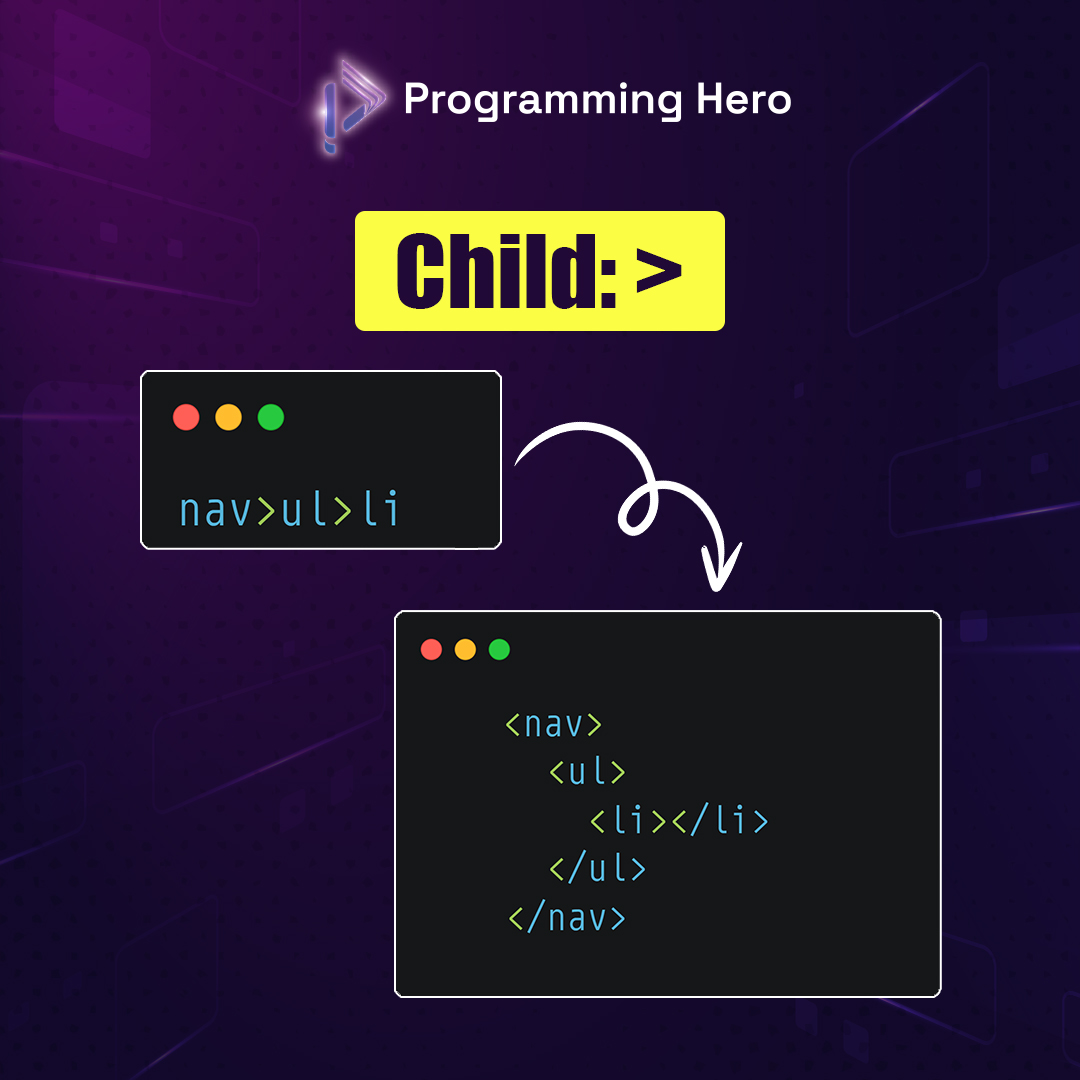 Programming Hero
Child: >
nav>ul>li
<nav>
<ul>
<li></li>
</ul>
</nav>